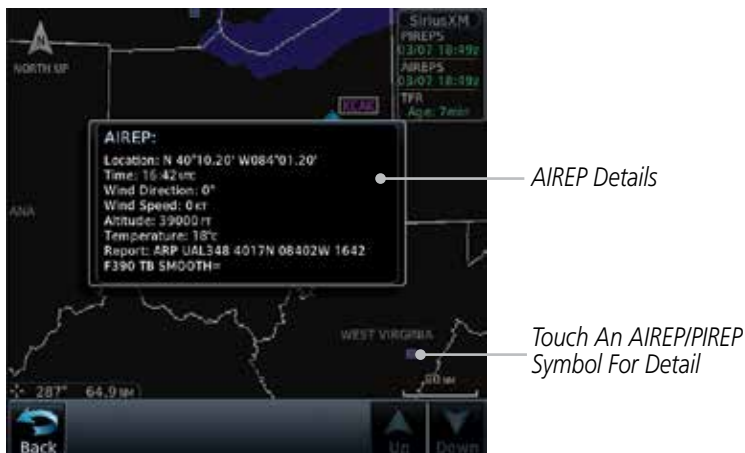 SiriusXM
PIREPS
03/07 18:49z
AIREPS
03/07 18:49z
TFR
Age: 7min
N
NORTH UP
KCAK
AIREP:
Location: N 40°10.20' W084°01.20'
Time: 16:42UTC
Wind Direction: 0°
Wind Speed: 0KT
Altitude: 39000FT
Temperature: 18°C
Report: ARP UAL348 4017N 08402W 1642
F390 TB SMOOTH=
AIREP Details
ANA
WEST VIRGINIA
Touch An AIREP/PIREP
Symbol For Detail
287° 64.9NM
Back
Up
Down